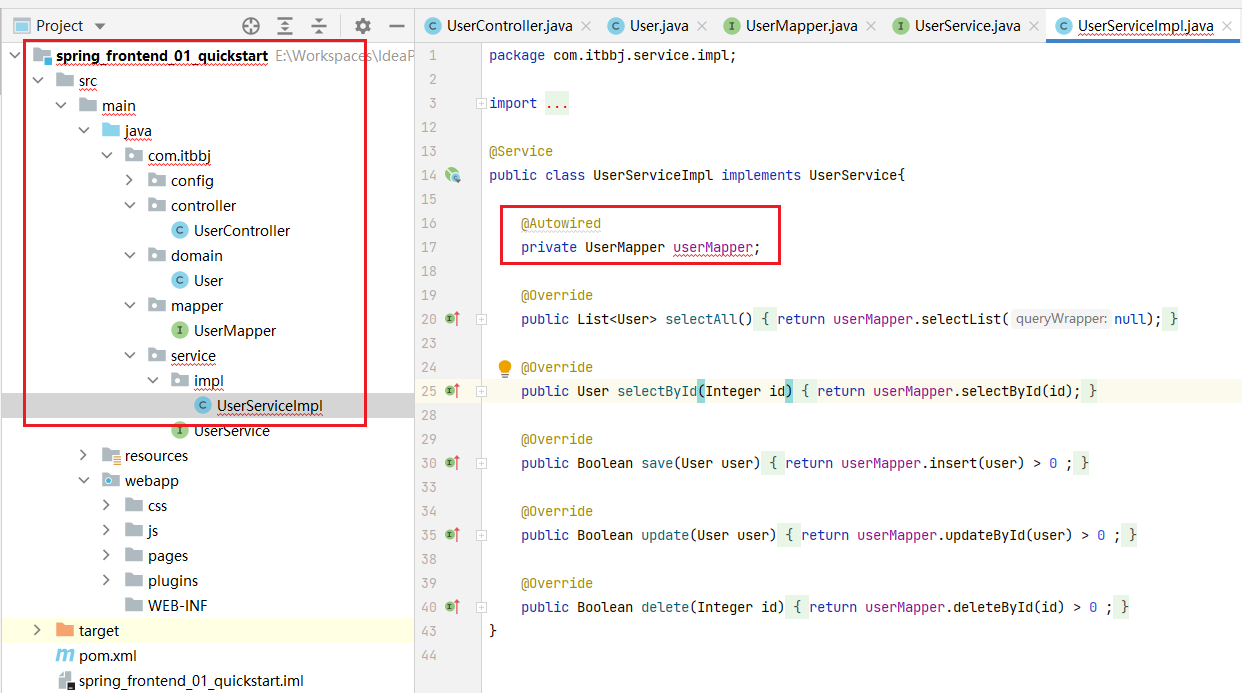 Project
UserController.java
User.java
UserMapper.java
UserService.java
UserServiceImpl.java
spring_frontend_01_quickstart E:\Workspaces\IdeaP
src
main
java
com.itbbj
config
controller
UserController
domain
User
mapper
UserMapper
service
impl
UserServiceImpl
UserService
resources
webapp
css
js
pages
plugins
WEB-INF
target
pom.xml
spring_frontend_01_quickstart.iml
1 package com.itbbj.service.impl;
2
3 import ...
12
13 @Service
14 public class UserServiceImpl implements UserService{
15
16 @Autowired
17 private UserMapper userMapper;
18
19 @Override
20 public List<User> selectAll() { return userMapper.selectList( queryWrapper: null); }
23
24 @Override
25 public User selectById(Integer id) { return userMapper.selectById(id); }
28
29 @Override
30 public Boolean save(User user) { return userMapper.insert(user) > 0 ; }
33
34 @Override
35 public Boolean update(User user) { return userMapper.updateById(user) > 0 ; }
38
39 @Override
40 public Boolean delete(Integer id) { return userMapper.deleteById(id) > 0 ; }
43 }
44